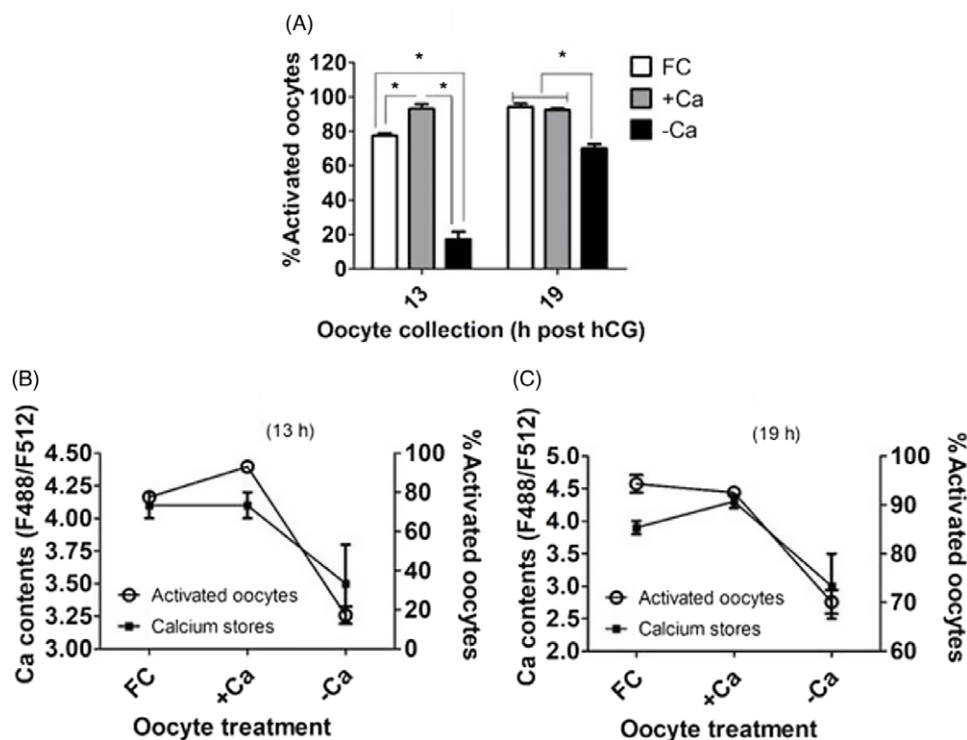 (A)
* * * *
120
100
80
60
40
20
0
% Activated oocytes
FC
+Ca
-Ca
13 19
Oocyte collection (h post hCG)
(B)
(13 h)
Ca contents (F488/F512)
4.50
4.25
4.00
3.75
3.50
3.25
3.00
100
80
60
40
20
0
% Activated oocytes
Activated oocytes
Calcium stores
FC +Ca -Ca
Oocyte treatment
(C)
(19 h)
Ca contents (F488/F512)
5.0
4.5
4.0
3.5
3.0
2.5
2.0
100
90
80
70
60
% Activated oocytes
Activated oocytes
Calcium stores
FC +Ca -Ca
Oocyte treatment